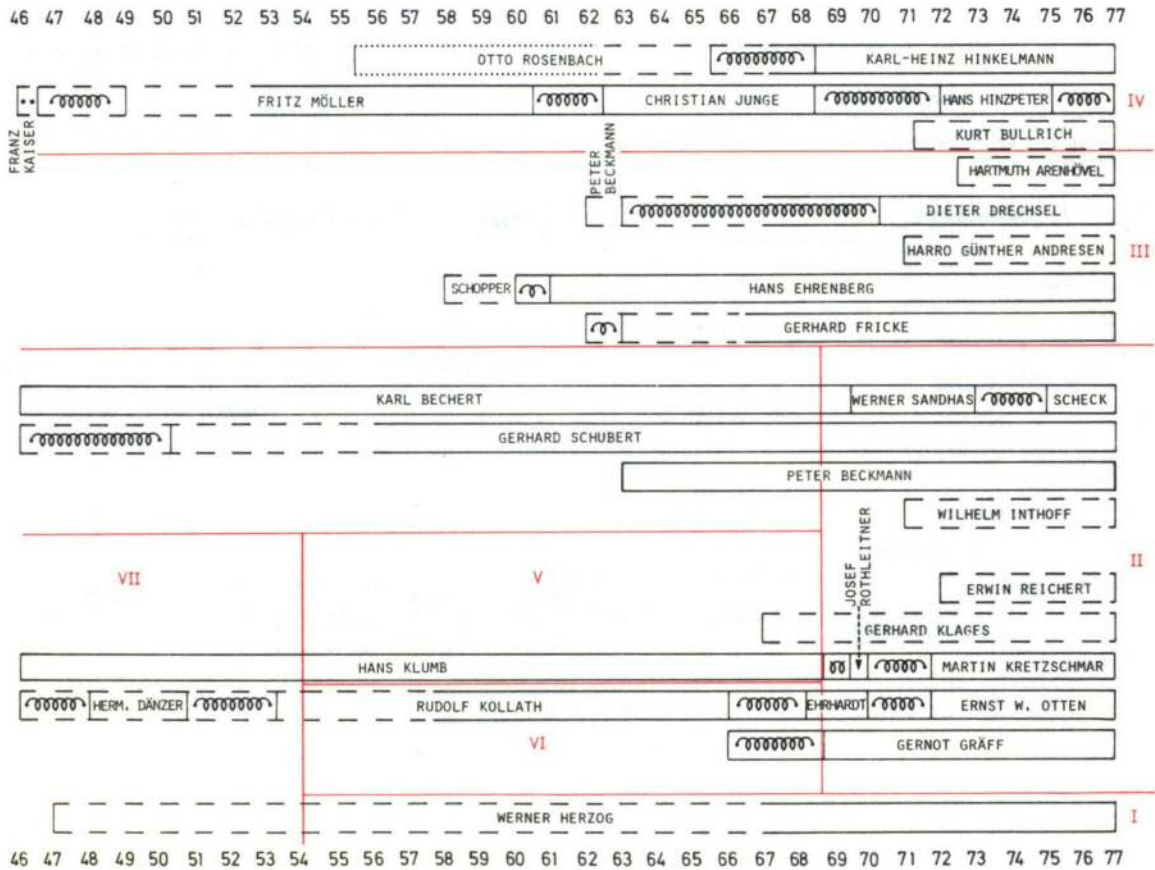 46 47 48 49 50 51 52 53 54 55 56 57 58 59 60 61 62 63 64 65 66 67 68 69 70 71 72 73 74 75 76 77
OTTO ROSENBACH KARL-HEINZ HINKELMANN
FRITZ MÖLLER CHRISTIAN JUNGE HANS HINZPETER IV
FRANZ
KAISER
KURT BULLRICH
PETER
BECKMANN
HARTMUTH ARENHÖVEL
DIETER DRECHSEL
HARRO GÜNTHER ANDRESEN III
SCHOPPER HANS EHRENBERG
GERHARD FRICKE
KARL BECHERT WERNER SANDHAS SCHECK
GERHARD SCHUBERT
PETER BECKMANN
WILHELM INTHOFF
JOSEF
ROTHLEITNER
VII V II
ERWIN REICHERT
GERHARD KLAGES
HANS KLUMB MARTIN KRETZSCHMAR
HERM. DÄNZER RUDOLF KOLLATH EHRHARDT ERNST W. OTTEN
VI GERNOT GRÄFF
WERNER HERZOG I
46 47 48 49 50 51 52 53 54 55 56 57 58 59 60 61 62 63 64 65 66 67 68 69 70 71 72 73 74 75 76 77